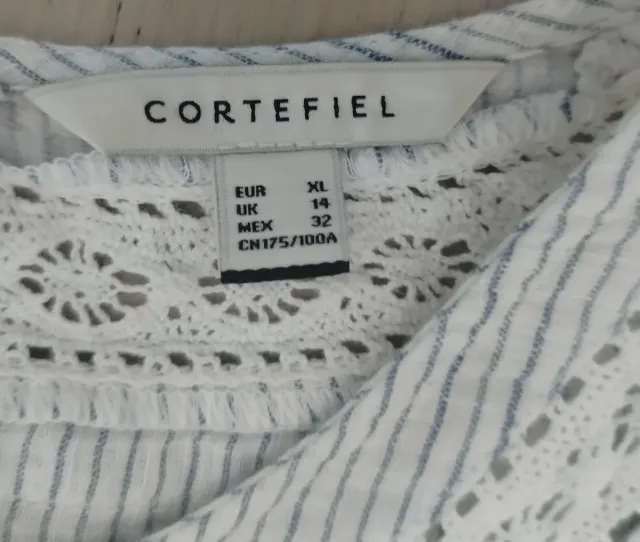 CORTEFIEL
EUR XL
UK 14
MEX 32
CN175/100A